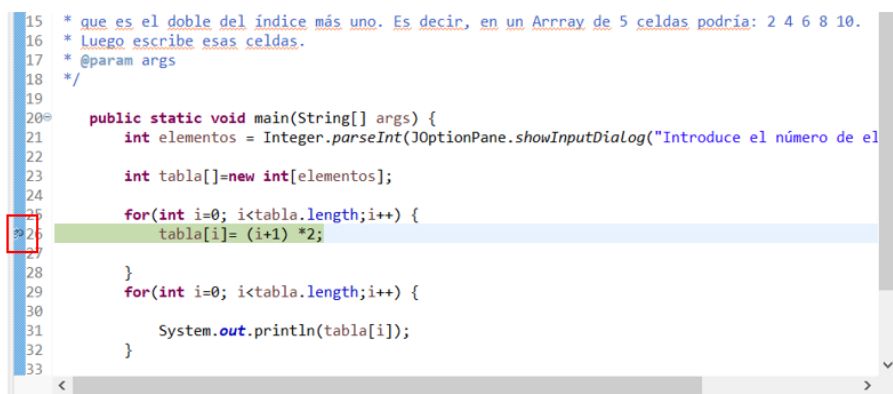 15 * que es el doble del índice más uno. Es decir, en un Arrray de 5 celdas podría: 2 4 6 8 10.
16 * Luego escribe esas celdas.
17 * @param args
18 */
19
20 public static void main(String[] args) {
21 int elementos = Integer.parseInt(JOptionPane.showInputDialog("Introduce el número de el
22
23 int tabla[]=new int[elementos];
24
25 for(int i=0; i<tabla.length;i++) {
26 tabla[i]= (i+1) *2;
27
28 }
29 for(int i=0; i<tabla.length;i++) {
30
31 System.out.println(tabla[i]);
32 }
33